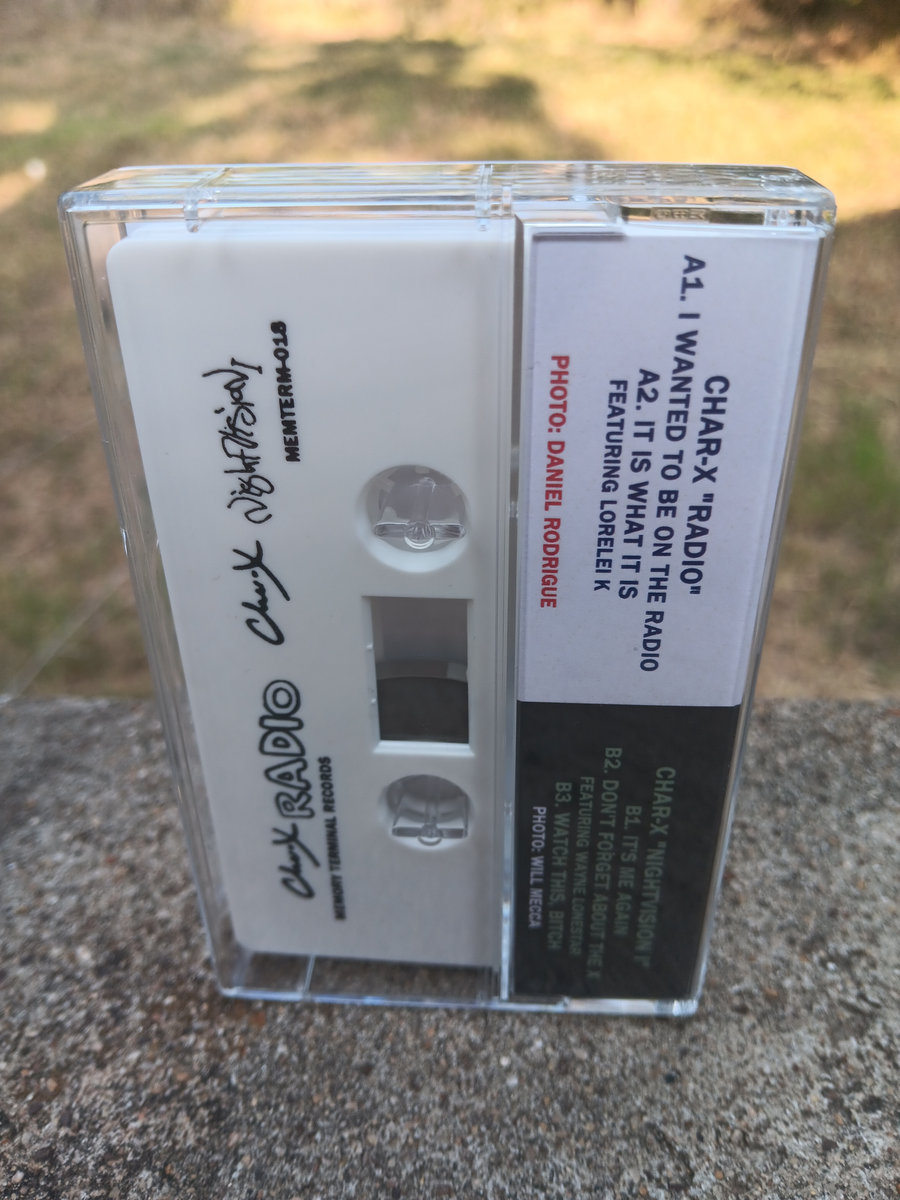 CHAR-X "RADIO"
A1. I WANTED TO BE ON THE RADIO
A2. IT IS WHAT IT IS
FEATURING LORELEI K
PHOTO: DANIEL RODRIGUE
CHAR-X "NIGHTVISION I"
B1. IT'S ME AGAIN
B2. DON'T FORGET ABOUT THE X
FEATURING WAYNE LONESTAR
B3. WATCH THIS, BITCH
PHOTO: WILL MECCA
Char-X RADIO
MEMORY TERMINAL RECORDS
Char-X NightVision I
MEMTERM-018